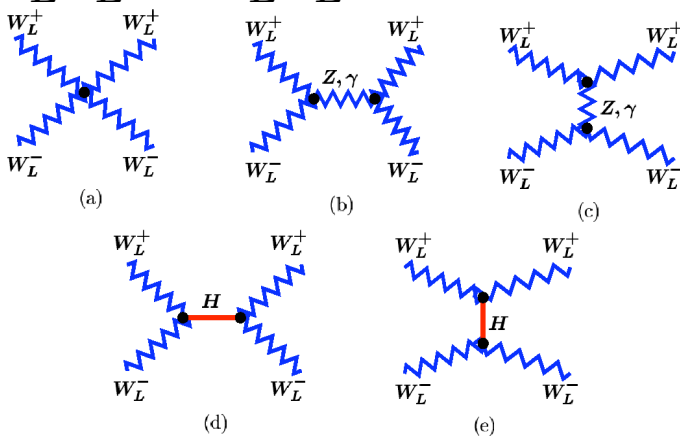 W_L^+ W_L^+ W_L^+ W_L^+ W_L^+ W_L^+
Z, γ
Z, γ
W_L^- W_L^- W_L^- W_L^- W_L^- W_L^-
(a) (b) (c)
W_L^+ W_L^+ W_L^+ W_L^+
H H
W_L^- W_L^- W_L^- W_L^-
(d) (e)